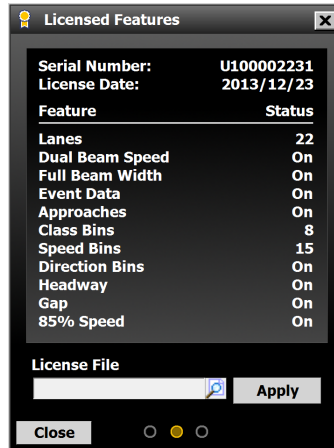 Licensed Features
Serial Number: U100002231
License Date: 2013/12/23
Feature Status
Lanes 22
Dual Beam Speed On
Full Beam Width On
Event Data On
Approaches On
Class Bins 8
Speed Bins 15
Direction Bins On
Headway On
Gap On
85% Speed On
License File
Apply
Close